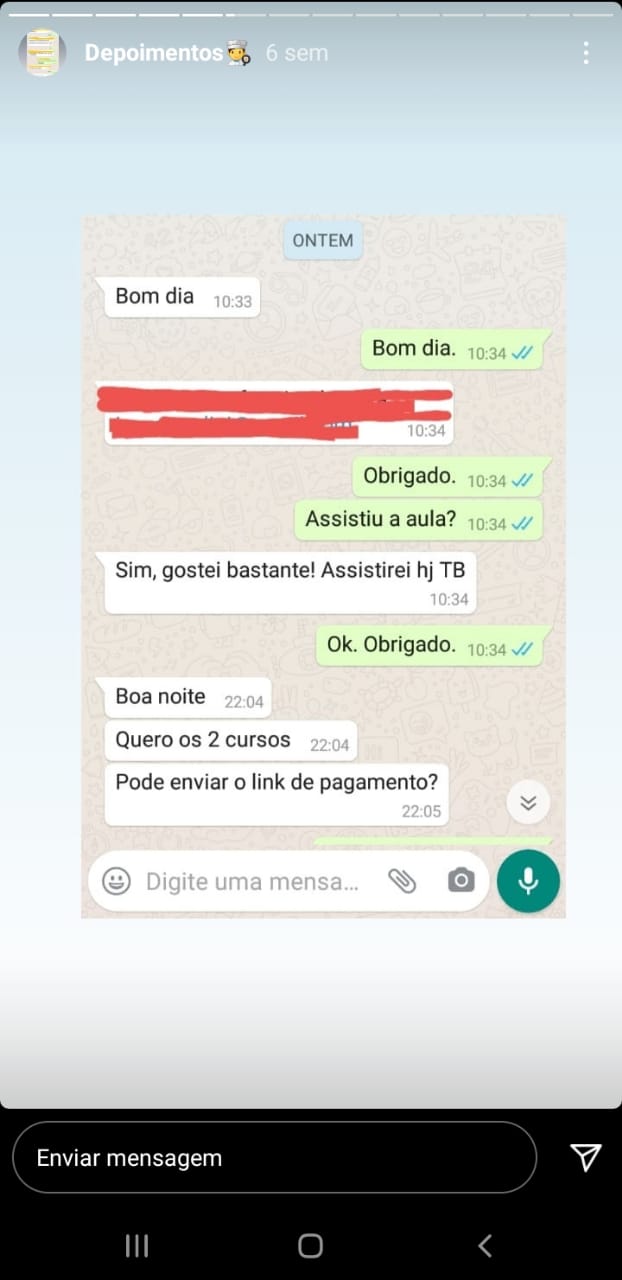 Depoimentos 6 sem
ONTEM
Bom dia 10:33
Bom dia. 10:34
10:34
Obrigado. 10:34
Assistiu a aula? 10:34
Sim, gostei bastante! Assistirei hj TB
10:34
Ok. Obrigado. 10:34
Boa noite 22:04
Quero os 2 cursos 22:04
Pode enviar o link de pagamento?
22:05
Digite uma mensa...
Enviar mensagem